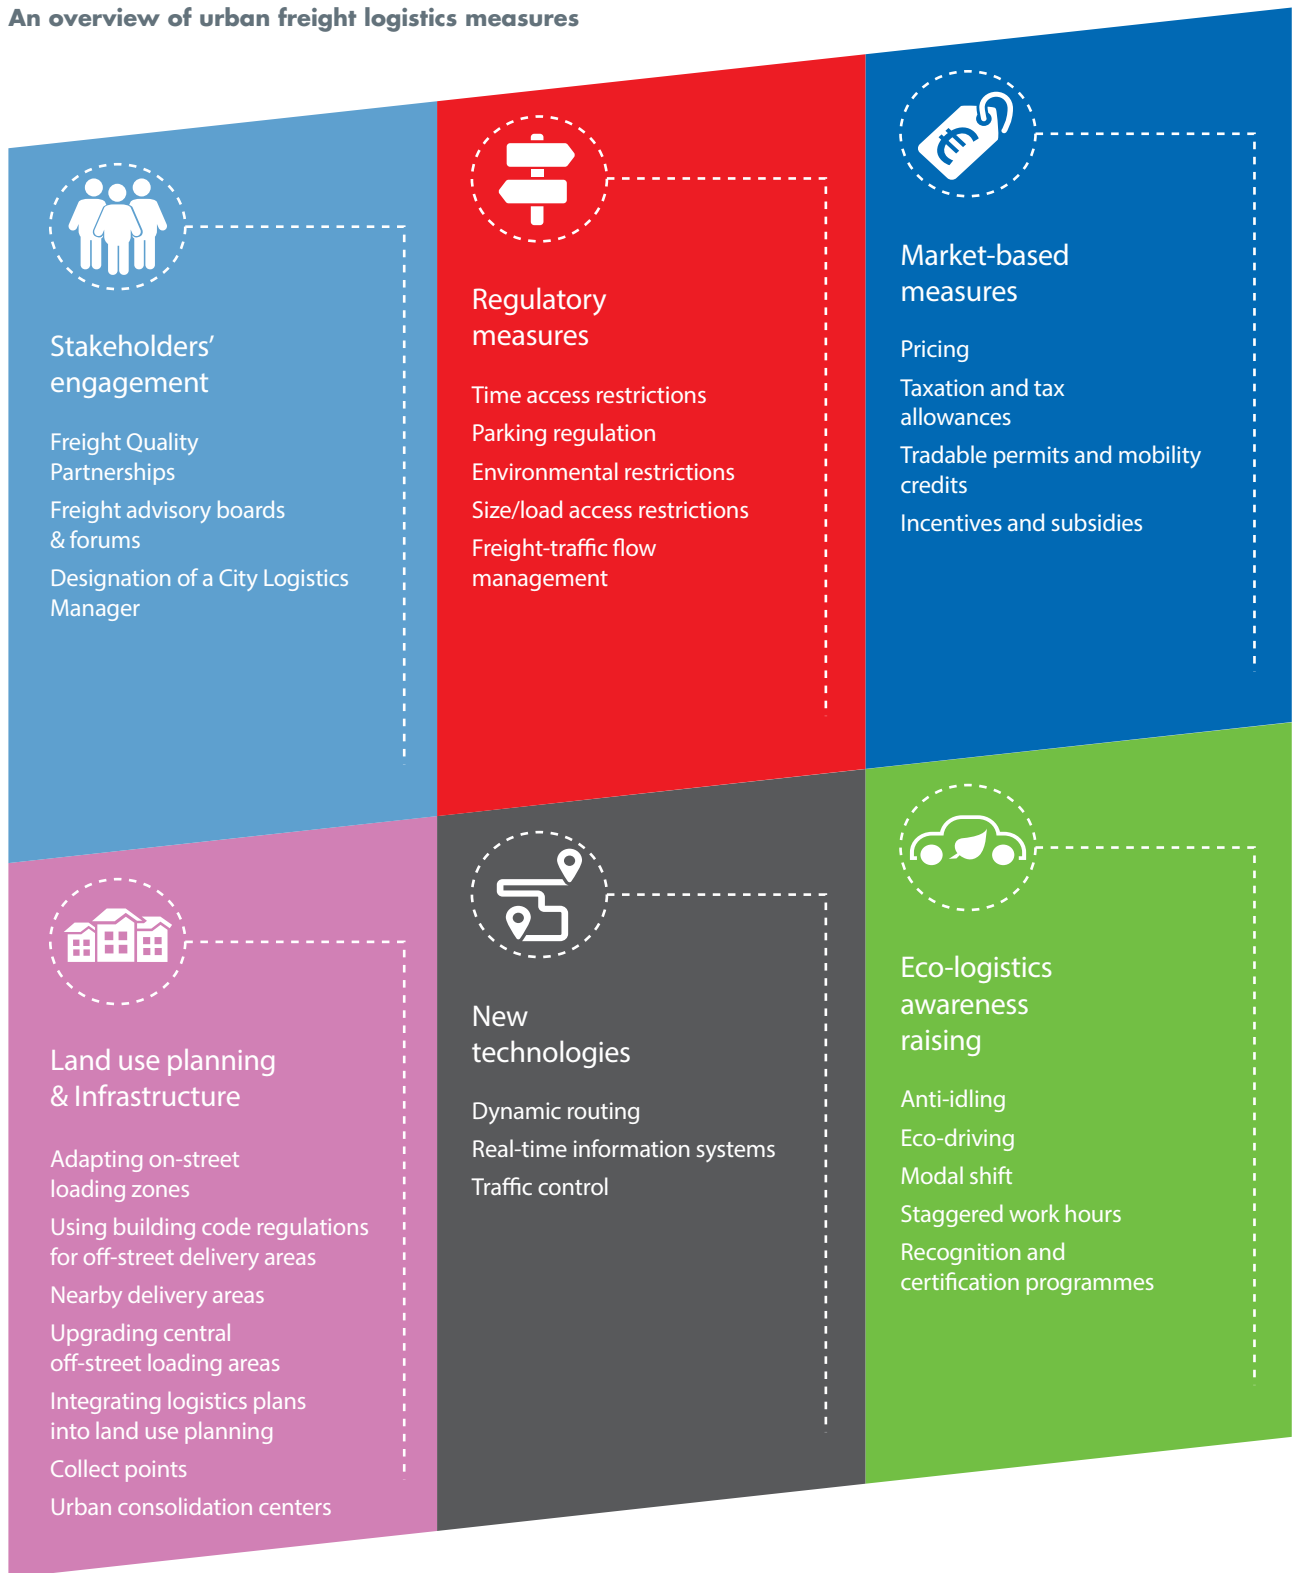 An overview of urban freight logistics measures
Stakeholders’
engagement
Freight Quality
Partnerships
Freight advisory boards
& forums
Designation of a City Logistics
Manager
Regulatory
measures
Time access restrictions
Parking regulation
Environmental restrictions
Size/load access restrictions
Freight-traffic flow
management
€
Market-based
measures
Pricing
Taxation and tax
allowances
Tradable permits and mobility
credits
Incentives and subsidies
Land use planning
& Infrastructure
Adapting on-street
loading zones
Using building code regulations
for off-street delivery areas
Nearby delivery areas
Upgrading central
off-street loading areas
Integrating logistics plans
into land use planning
Collect points
Urban consolidation centers
New
technologies
Dynamic routing
Real-time information systems
Traffic control
Eco-logistics
awareness
raising
Anti-idling
Eco-driving
Modal shift
Staggered work hours
Recognition and
certification programmes